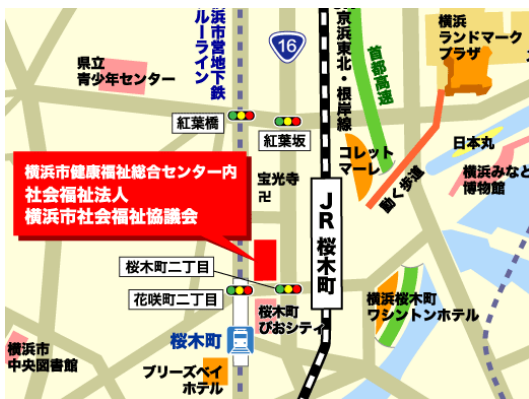 横浜市営地下鉄
ブルーライン
16
京浜東北・根岸線
首都高速
横浜
ランドマーク
プラザ
県立
青少年センター
紅葉橋
紅葉坂
コレット
マーレ
日本丸
横浜みなと
博物館
動く歩道
横浜市健康福祉総合センター内
社会福祉法人
横浜市社会福祉協議会
宝光寺
卍
JR 桜木町
桜木町二丁目
花咲町二丁目
桜木町
ぴおシティ
横浜桜木町
ワシントンホテル
桜木町
横浜市
中央図書館
ブリーズベイ
ホテル